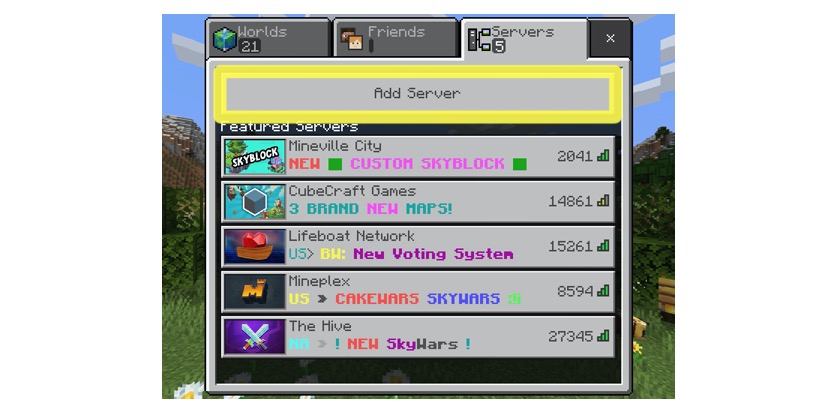 Worlds
21
Friends
Servers
5
×
Add Server
Featured Servers
SKYBLOCK
Mineville City
NEW CUSTOM SKYBLOCK
2041
CubeCraft Games
3 BRAND NEW MAPS!
14861
Lifeboat Network
US> BW: New Voting System
15261
Mineplex
US » CAKEWARS SKYWARS
8594
The Hive
NA » ! NEW SkyWars !
27345